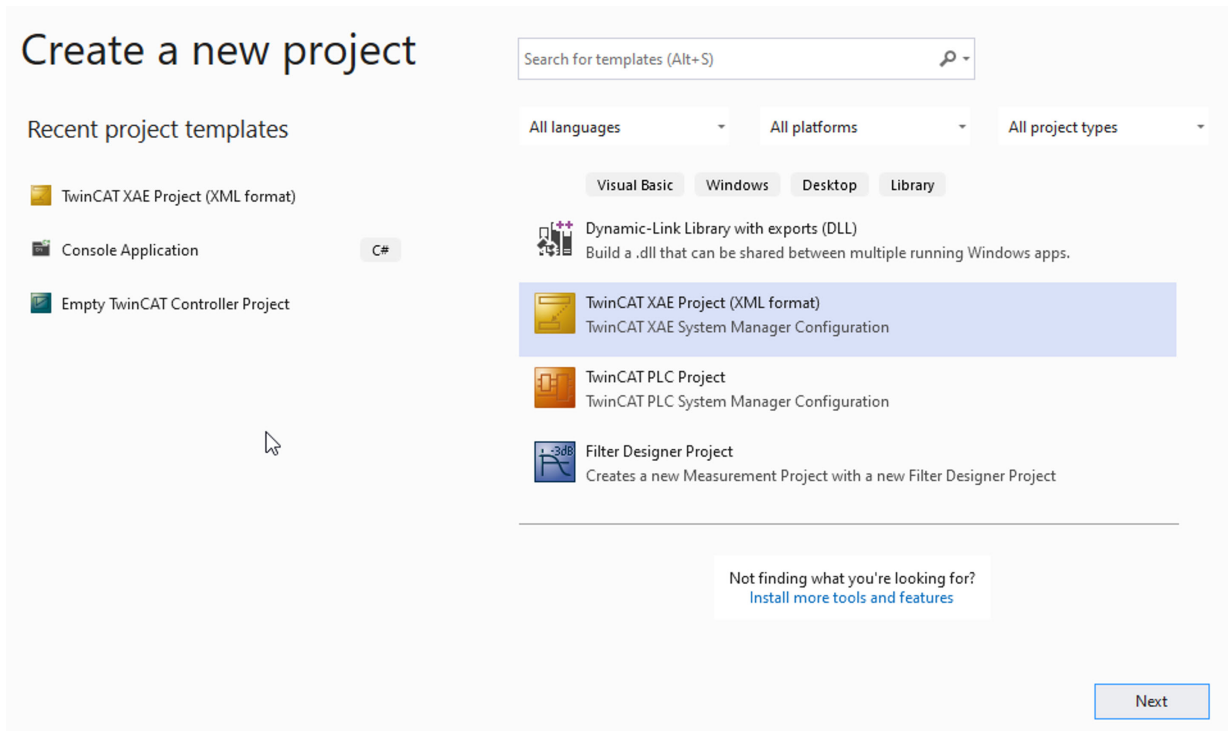 Create a new project
Search for templates (Alt+S)
Recent project templates
All languages
All platforms
All project types
TwinCAT XAE Project (XML format)
Console Application
C#
Empty TwinCAT Controller Project
Visual Basic
Windows
Desktop
Library
Dynamic-Link Library with exports (DLL)
Build a .dll that can be shared between multiple running Windows apps.
TwinCAT XAE Project (XML format)
TwinCAT XAE System Manager Configuration
TwinCAT PLC Project
TwinCAT PLC System Manager Configuration
-3dB
Filter Designer Project
Creates a new Measurement Project with a new Filter Designer Project
Not finding what you're looking for?
Install more tools and features
Next